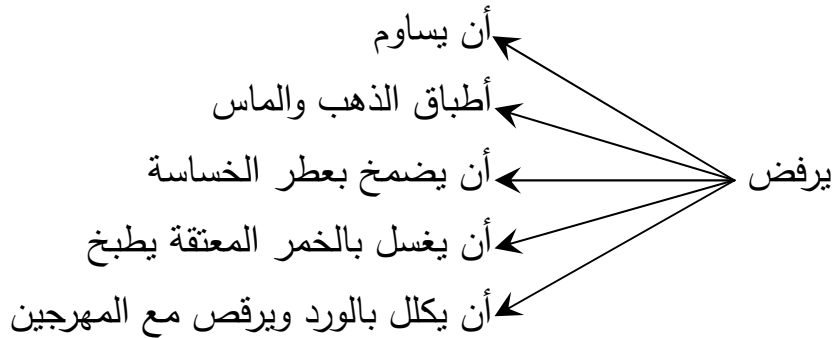 أن يساوم
أطباق الذهب والماس
يرفض
أن يضمخ بعطر الخساسة
أن يغسل بالخمر المعتقة يطبخ
أن يكلل بالورد ويرقص مع المهرجين